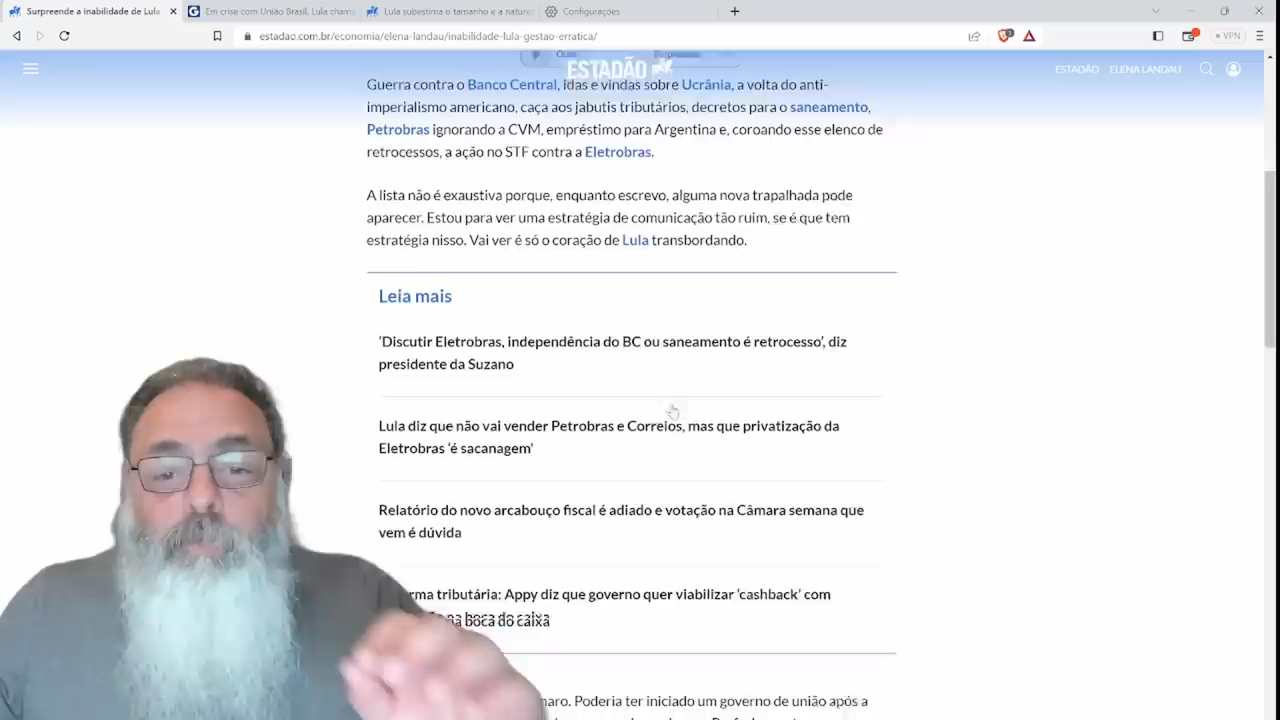 Surpreende a inabilidade de Lula
Em crise com União Brasil, Lula cham
Lula subestima o tamanho e a nature
Configurações
estadao.com.br/economia/elena-landau/inabilidade-lula-gestao-erratica/
VPN
ESTADÃO
ESTADÃO ELENA LANDAU
Guerra contra o Banco Central, idas e vindas sobre Ucrânia, a volta do anti-
imperialismo americano, caça aos jabutis tributários, decretos para o saneamento,
Petrobras ignorando a CVM, empréstimo para Argentina e, coroando esse elenco de
retrocessos, a ação no STF contra a Eletrobras.
A lista não é exaustiva porque, enquanto escrevo, alguma nova trapalhada pode
aparecer. Estou para ver uma estratégia de comunicação tão ruim, se é que tem
estratégia nisso. Vai ver é só o coração de Lula transbordando.
Leia mais
‘Discutir Eletrobras, independência do BC ou saneamento é retrocesso’, diz
presidente da Suzano
Lula diz que não vai vender Petrobras e Correios, mas que privatização da
Eletrobras ‘é sacanagem’
Relatório do novo arcabouço fiscal é adiado e votação na Câmara semana que
vem é dúvida
rma tributária: Appy diz que governo quer viabilizar ‘cashback’ com
na boca do caixa
naro. Poderia ter iniciado um governo de união após a